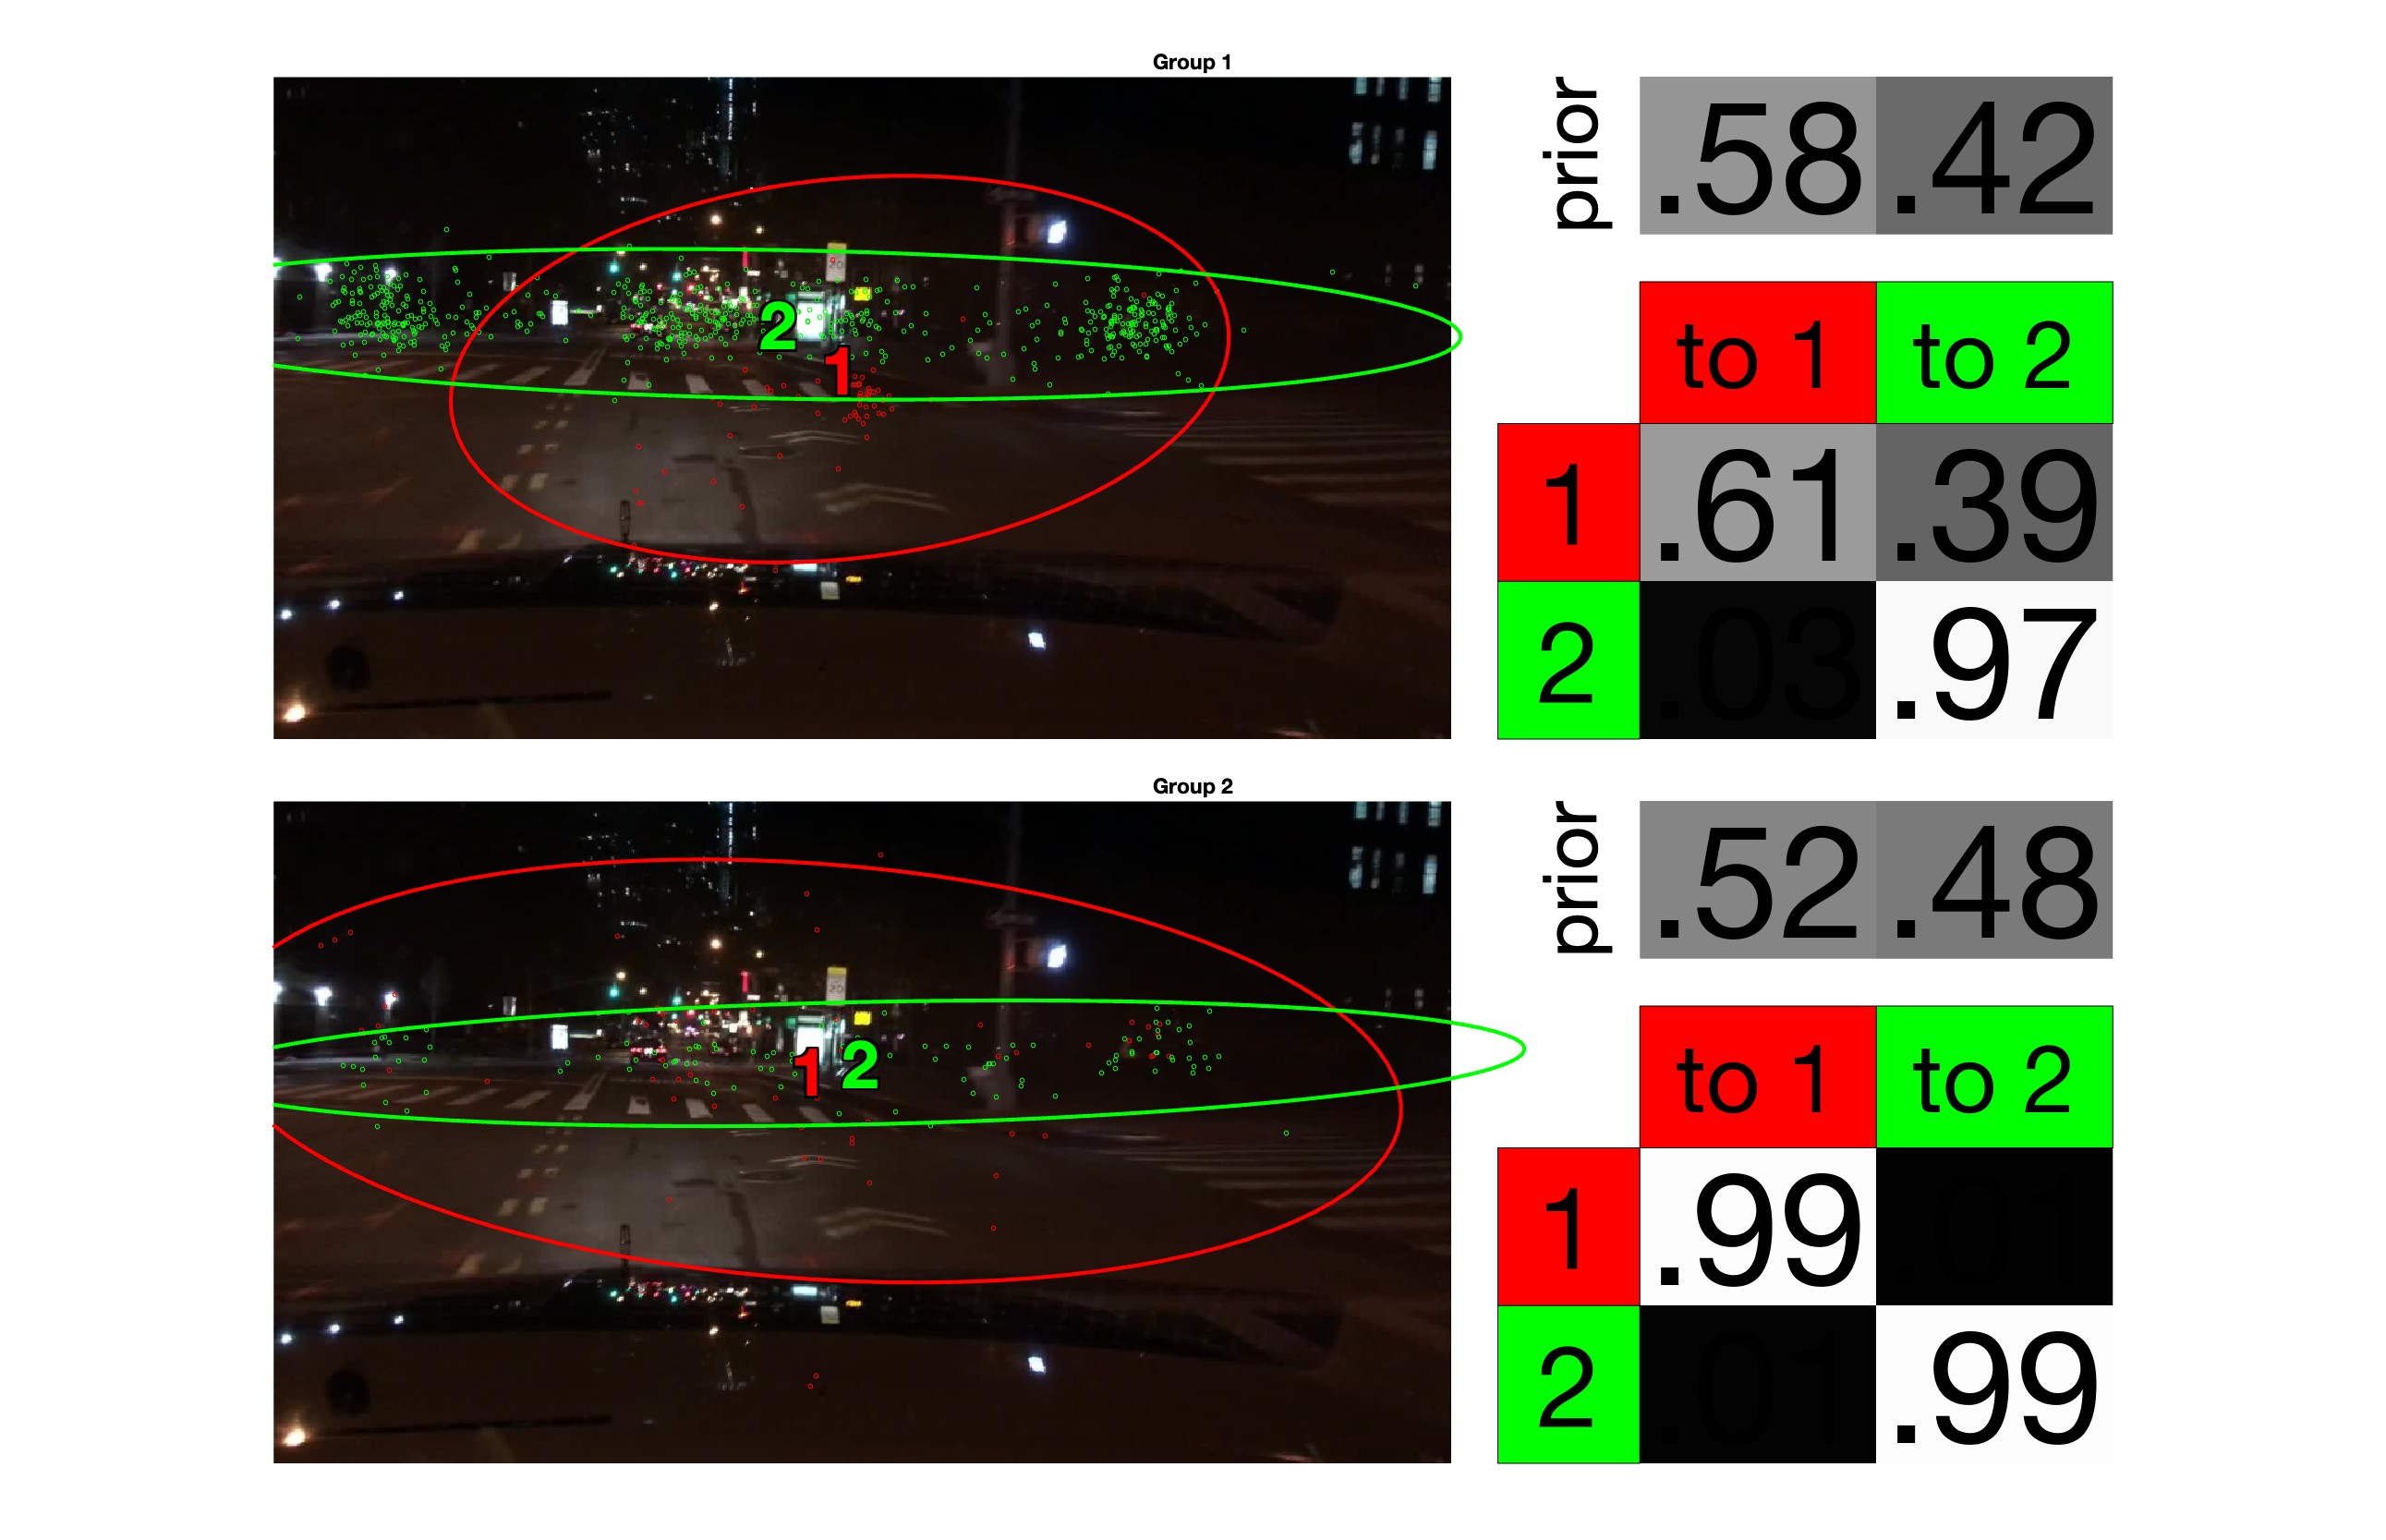 Group 1
2
1
prior
.58 .42
to 1 to 2
1 .61 .39
2 .03 .97
Group 2
1 2
prior
.52 .48
to 1 to 2
1 .99 .0
2 .01 .99